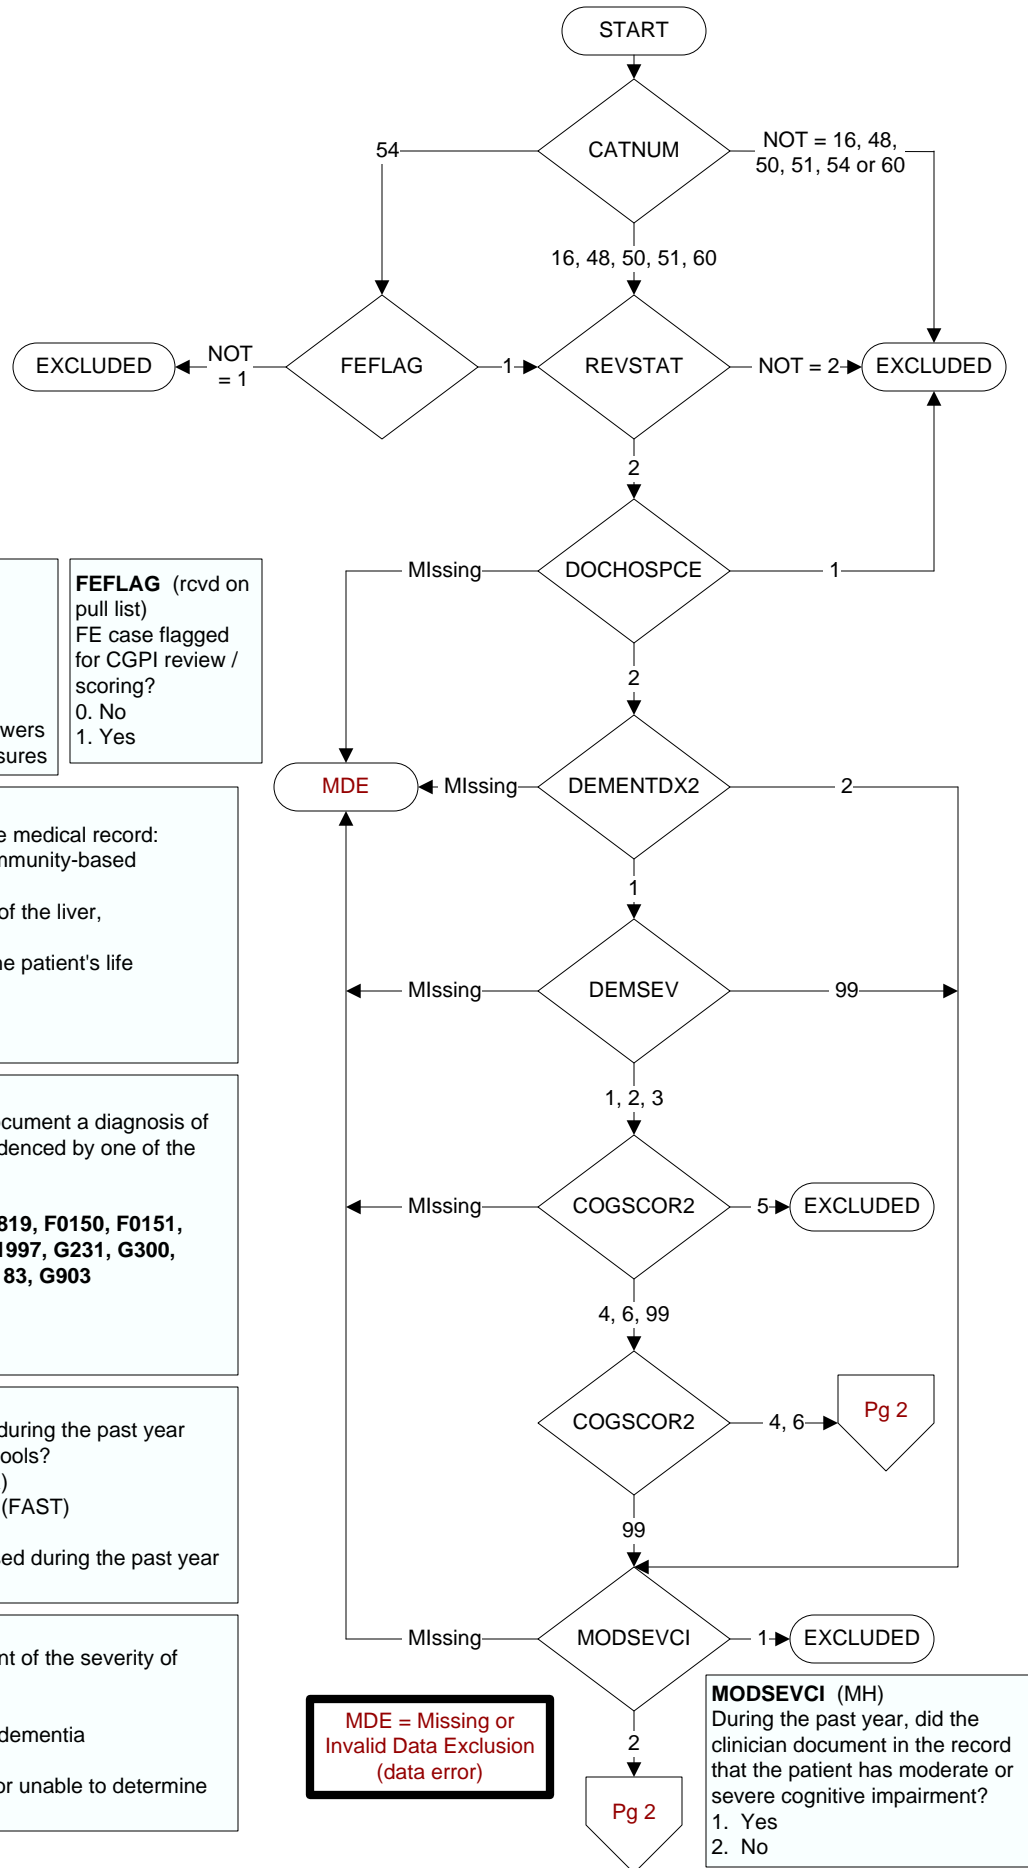 START
CATNUM
54
NOT = 16, 48,
50, 51, 54 or 60
16, 48, 50, 51, 60
EXCLUDED
NOT
= 1
FEFLAG
1
REVSTAT
NOT = 2
EXCLUDED
2
MIssing
DOCHOSPCE
1
FEFLAG (rcvd on
pull list)
FE case flagged
for CGPI review /
scoring?
0. No
1. Yes
wers
sures
2
MDE
MIssing
DEMENTDX2
2
e medical record:
mmunity-based
of the liver,
he patient's life
1
MIssing
DEMSEV
99
1, 2, 3
ocument a diagnosis of
idenced by one of the
819, F0150, F0151,
1997, G231, G300,
83, G903
MIssing
COGSCOR2
5
EXCLUDED
4, 6, 99
COGSCOR2
4, 6
Pg 2
during the past year
ools?
)
(FAST)
sed during the past year
99
MIssing
MODSEVCI
1
EXCLUDED
nt of the severity of
dementia
or unable to determine
MDE = Missing or
Invalid Data Exclusion
(data error)
2
Pg 2
MODSEVCI (MH)
During the past year, did the
clinician document in the record
that the patient has moderate or
severe cognitive impairment?
1. Yes
2. No